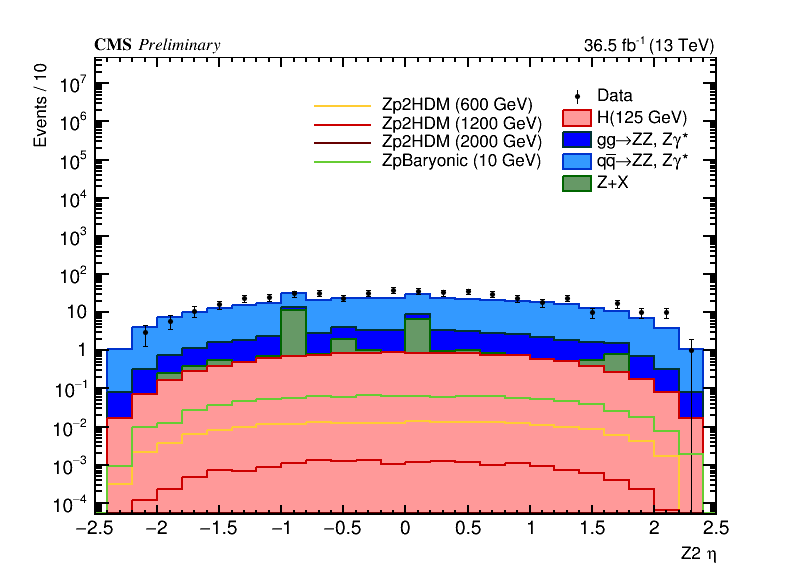 CMS Preliminary 36.5 fb⁻¹ (13 TeV)
Events / 10
10⁷
10⁶
10⁵
10⁴
10³
10²
10
1
10⁻¹
10⁻²
10⁻³
10⁻⁴
Zp2HDM (600 GeV)
Zp2HDM (1200 GeV)
Zp2HDM (2000 GeV)
ZpBaryonic (10 GeV)
Data
H(125 GeV)
gg→ZZ, Zγ*
qq̅→ZZ, Zγ*
Z+X
−2.5 −2 −1.5 −1 −0.5 0 0.5 1 1.5 2 2.5
Z2 η